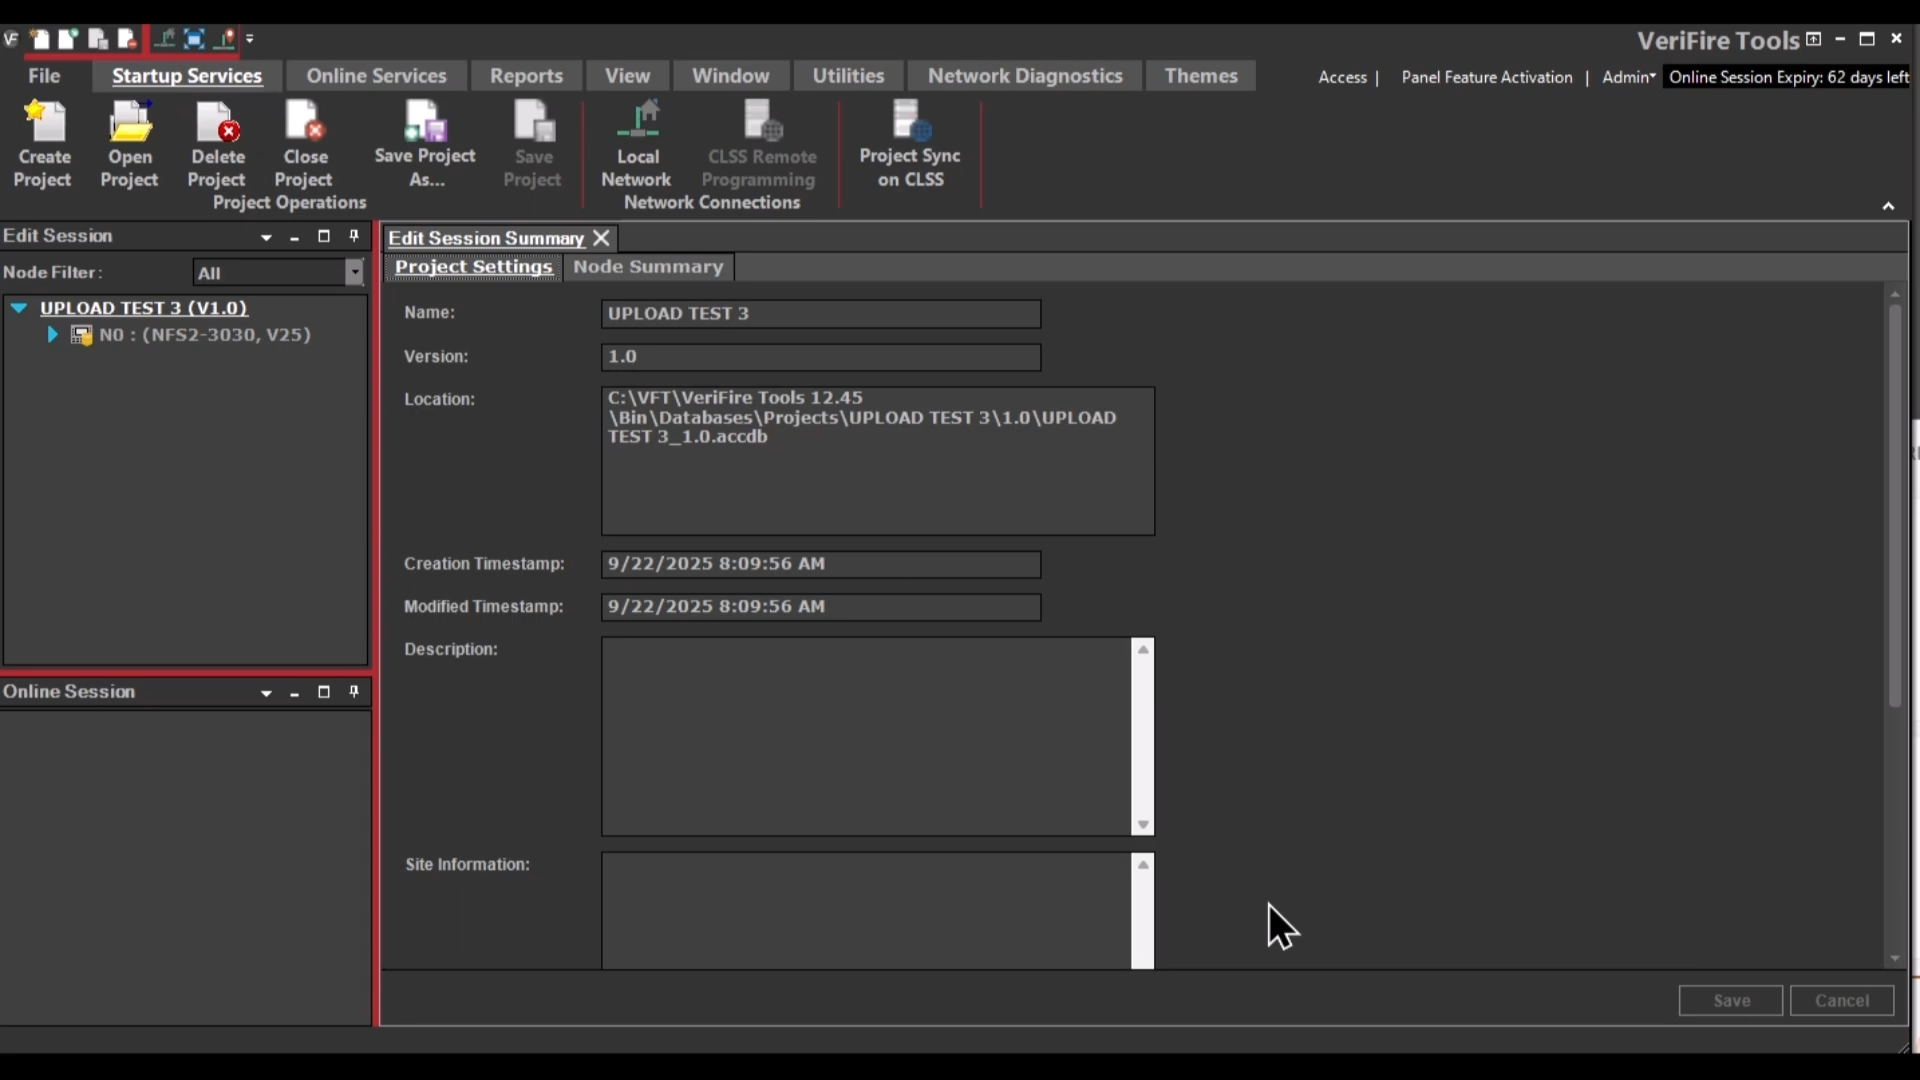 VF
VeriFire Tools
File Startup Services Online Services Reports View Window Utilities Network Diagnostics Themes Access | Panel Feature Activation | Admin Online Session Expiry: 62 days left
Create Project
Open Project
Delete Project
Close Project
Save Project As...
Save Project
Local Network
CLSS Remote Programming
Project Sync on CLSS
Project Operations
Network Connections
Edit Session
Node Filter: All
UPLOAD TEST 3 (V1.0)
N0 : (NFS2-3030, V25)
Online Session
Edit Session Summary
Project Settings Node Summary
Name: UPLOAD TEST 3
Version: 1.0
Location: C:\VFT\VeriFire Tools 12.45
\Bin\Databases\Projects\UPLOAD TEST 3\1.0\UPLOAD
TEST 3_1.0.accdb
Creation Timestamp: 9/22/2025 8:09:56 AM
Modified Timestamp: 9/22/2025 8:09:56 AM
Description:
Site Information:
Save Cancel